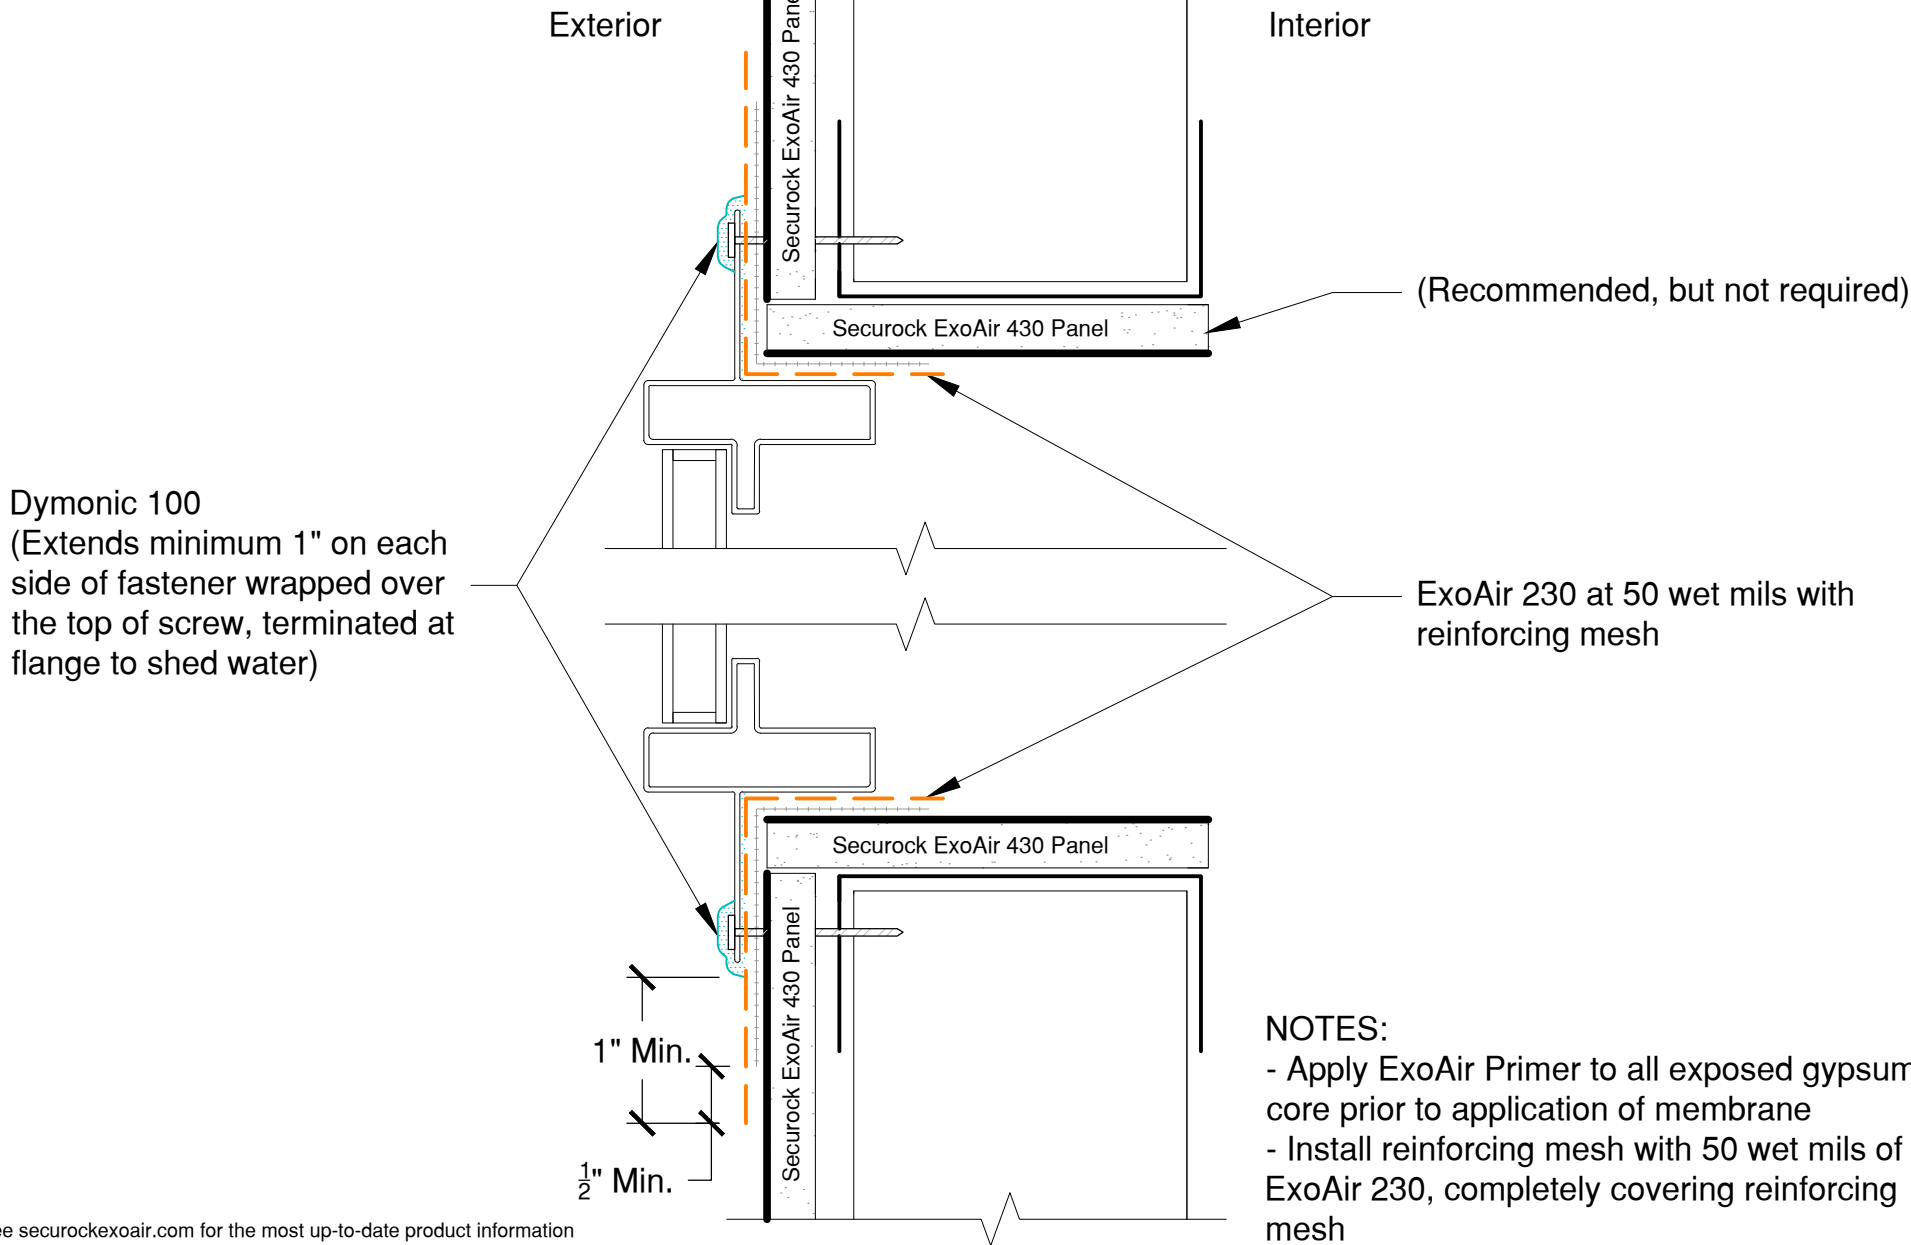 Exterior
Interior
Securock ExoAir 430
(Recommended, but not required)
Securock ExoAir 430 Panel
Dymonic 100
(Extends minimum 1" on each
side of fastener wrapped over
the top of screw, terminated at
flange to shed water)
ExoAir 230 at 50 wet mils with
reinforcing mesh
Securock ExoAir 430 Panel
Securock ExoAir 430 Panel
1" Min.
½" Min.
NOTES:
- Apply ExoAir Primer to all exposed gypsum
core prior to application of membrane
- Install reinforcing mesh with 50 wet mils of
ExoAir 230, completely covering reinforcing
mesh
securockexoair.com for the most up-to-date product information